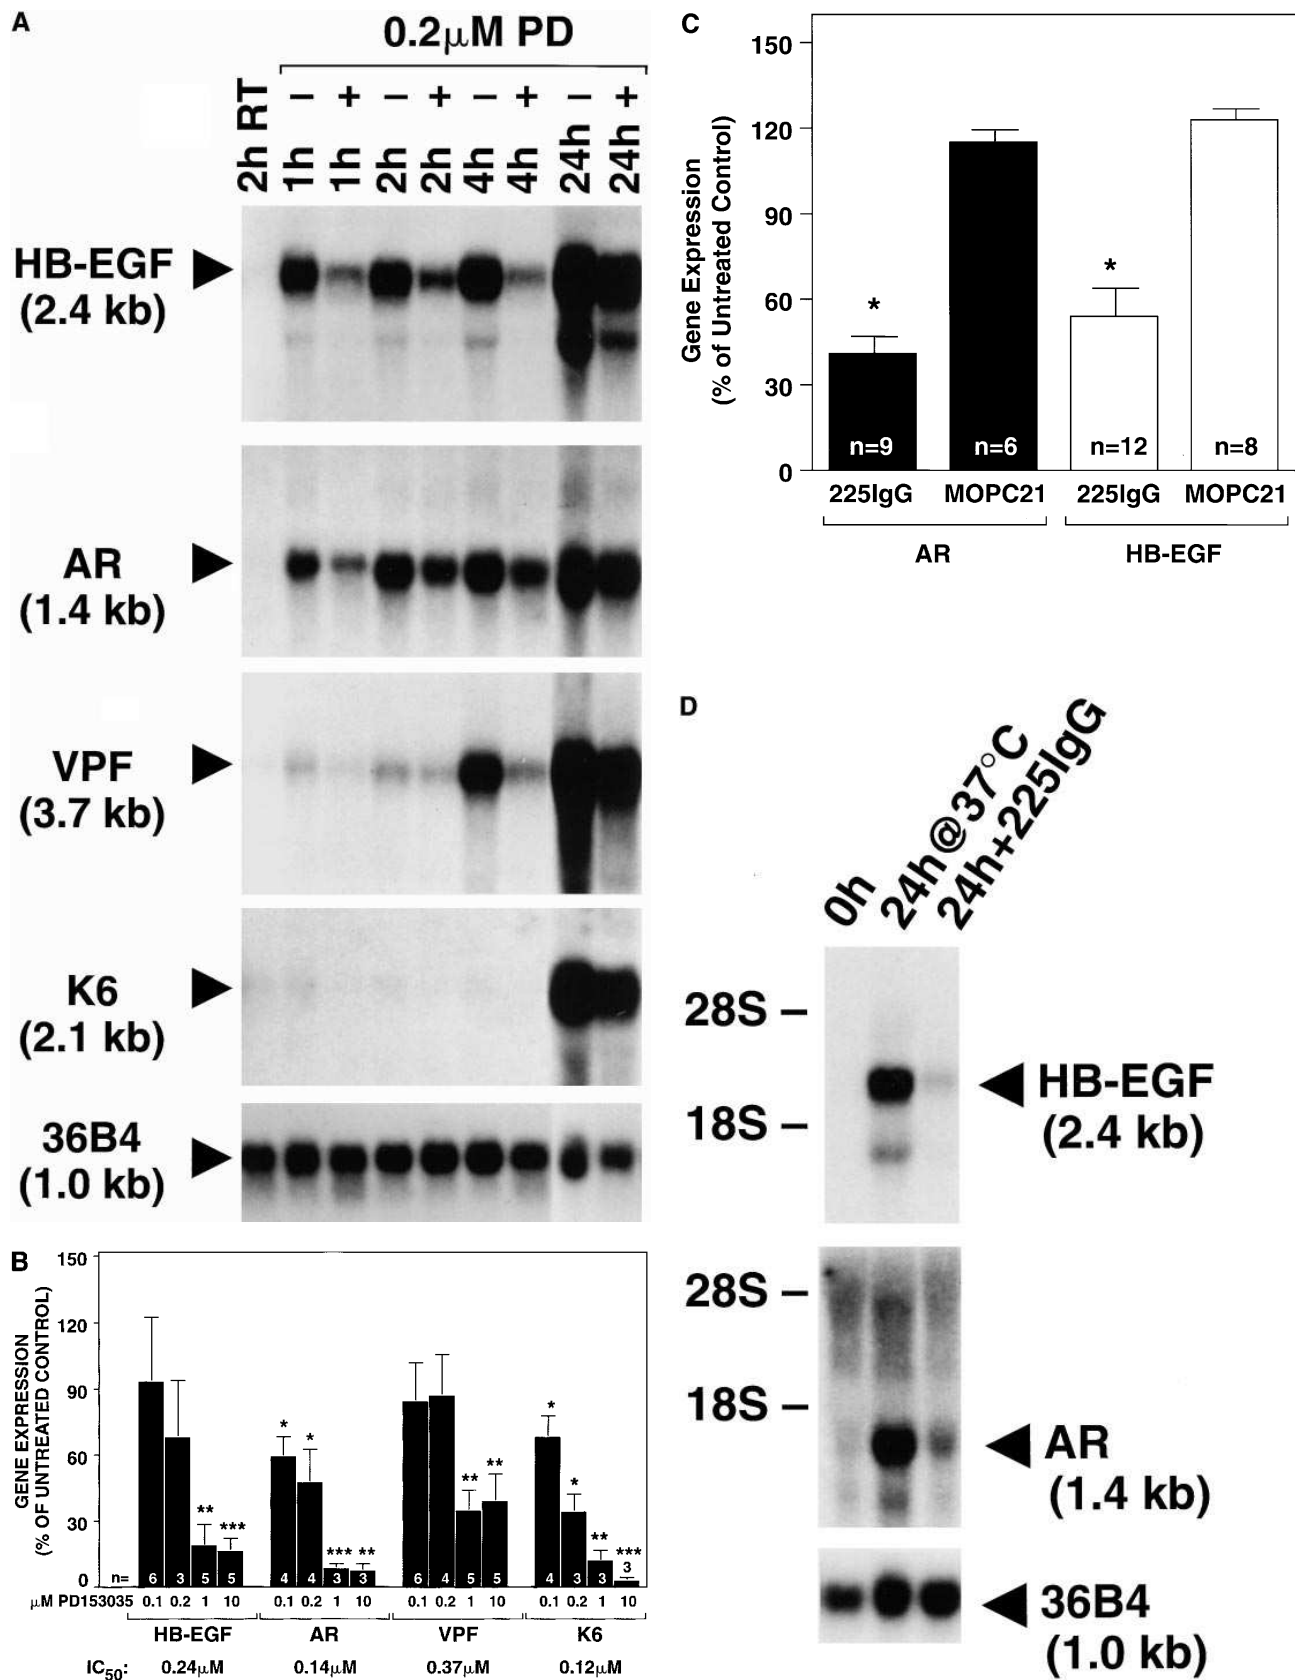 A
0.2μM PD
2h RT
1h −
1h +
2h −
2h +
4h −
4h +
24h −
24h +
HB-EGF
(2.4 kb)
AR
(1.4 kb)
VPF
(3.7 kb)
K6
(2.1 kb)
36B4
(1.0 kb)
B
GENE EXPRESSION
(% OF UNTREATED CONTROL)
150
120
90
60
30
0
* * ** *** *** ** ** ** * * ** ***
n= 6 3 5 5 4 4 3 3 6 4 5 5 4 3 3 3
μM PD153035 0.1 0.2 1 10 0.1 0.2 1 10 0.1 0.2 1 10 0.1 0.2 1 10
HB-EGF AR VPF K6
IC50: 0.24μM 0.14μM 0.37μM 0.12μM
C
Gene Expression
(% of Untreated Control)
150
120
90
60
30
0
* *
n=9 n=6 n=12 n=8
225IgG MOPC21 225IgG MOPC21
AR HB-EGF
D
0h
24h@37°C
24h+225IgG
28S –
18S –
HB-EGF
(2.4 kb)
28S –
18S –
AR
(1.4 kb)
36B4
(1.0 kb)